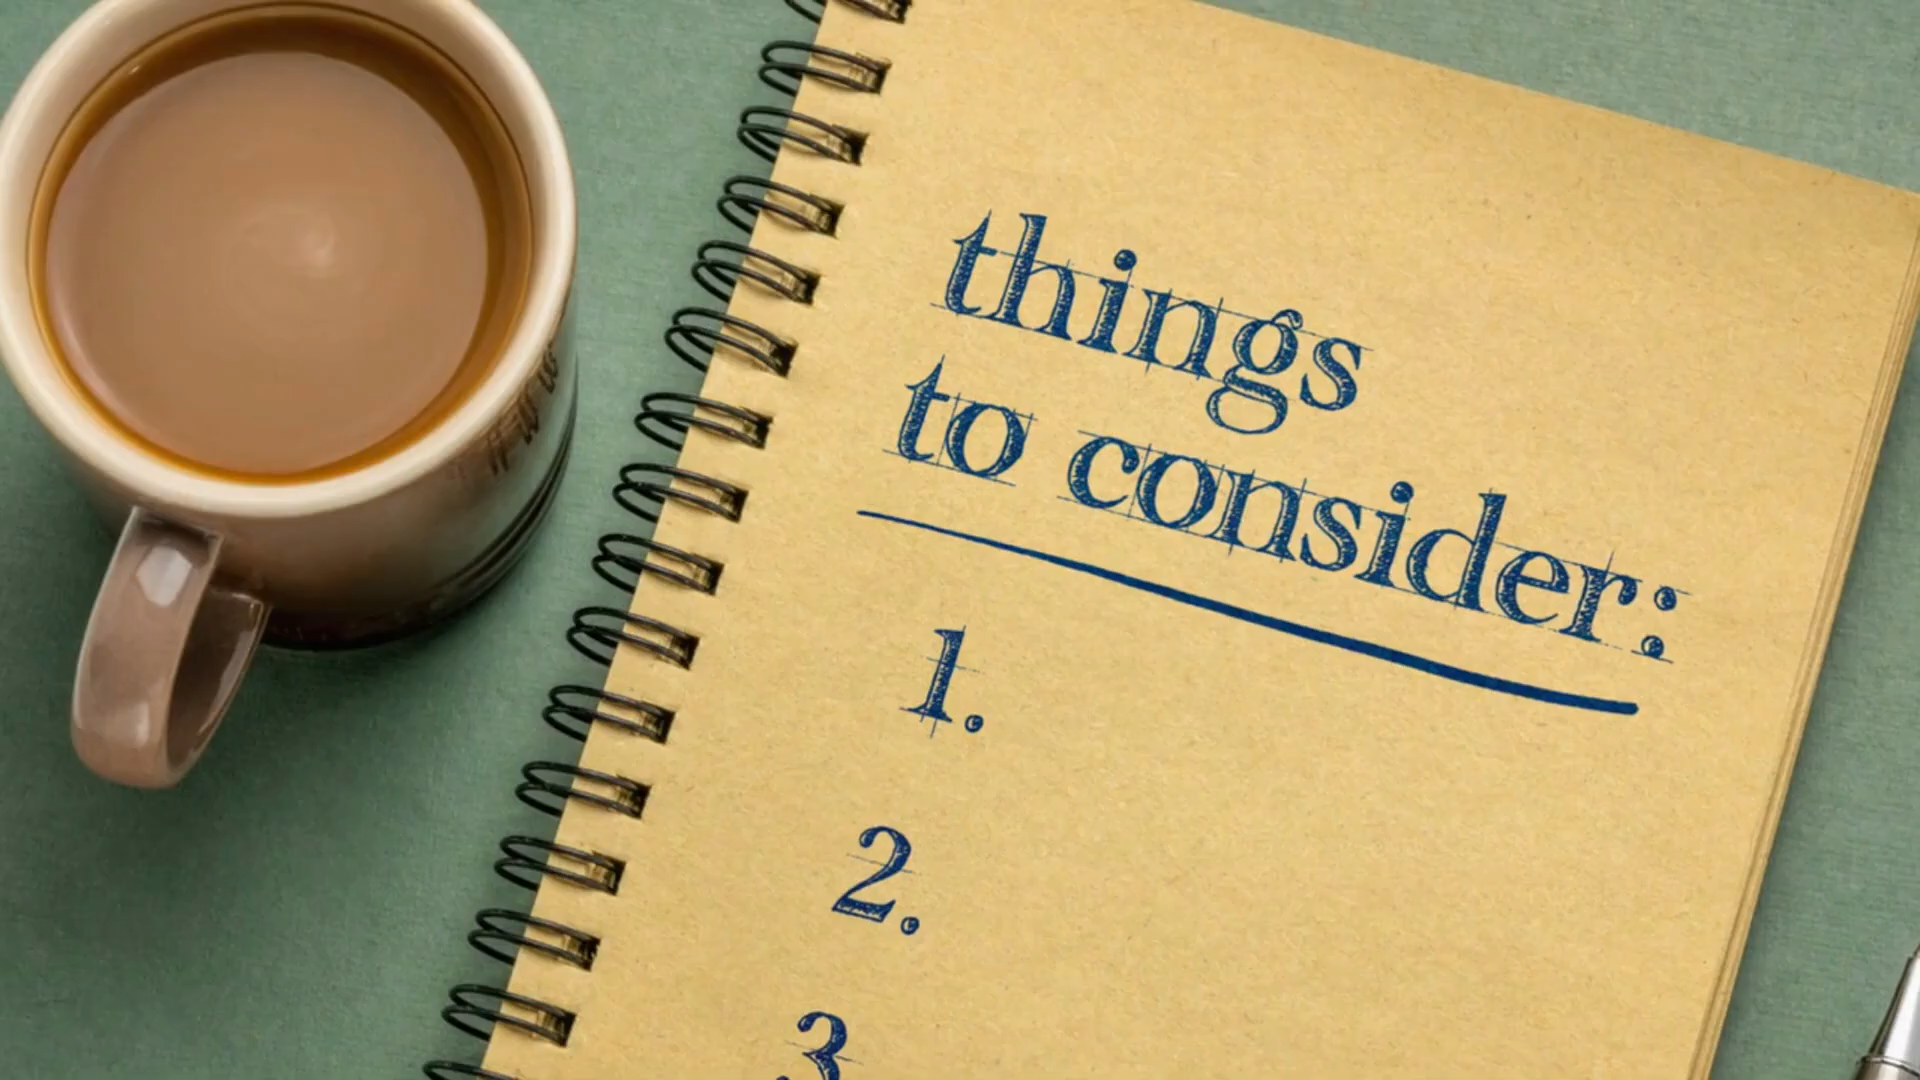 things
to consider:
1.
2.
3